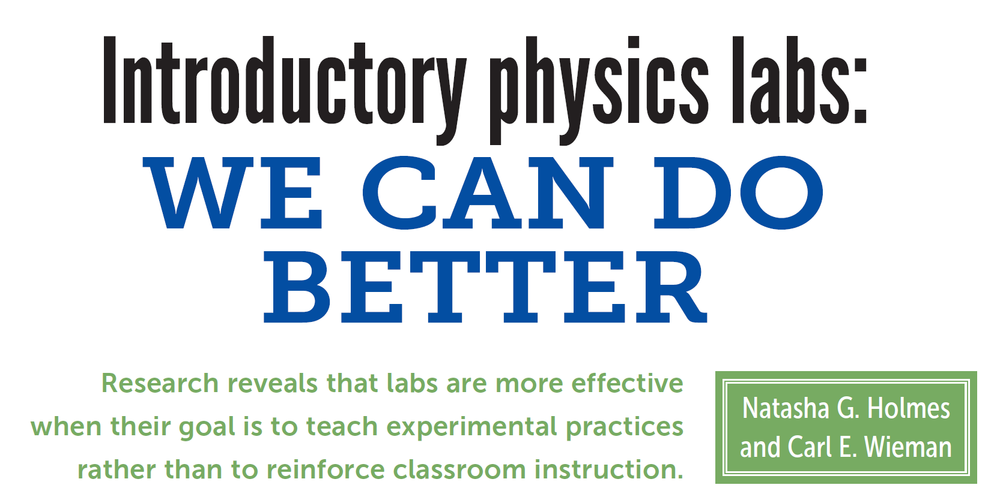 Introductory physics labs:
WE CAN DO
BETTER
Research reveals that labs are more effective
when their goal is to teach experimental practices
rather than to reinforce classroom instruction.
Natasha G. Holmes
and Carl E. Wieman